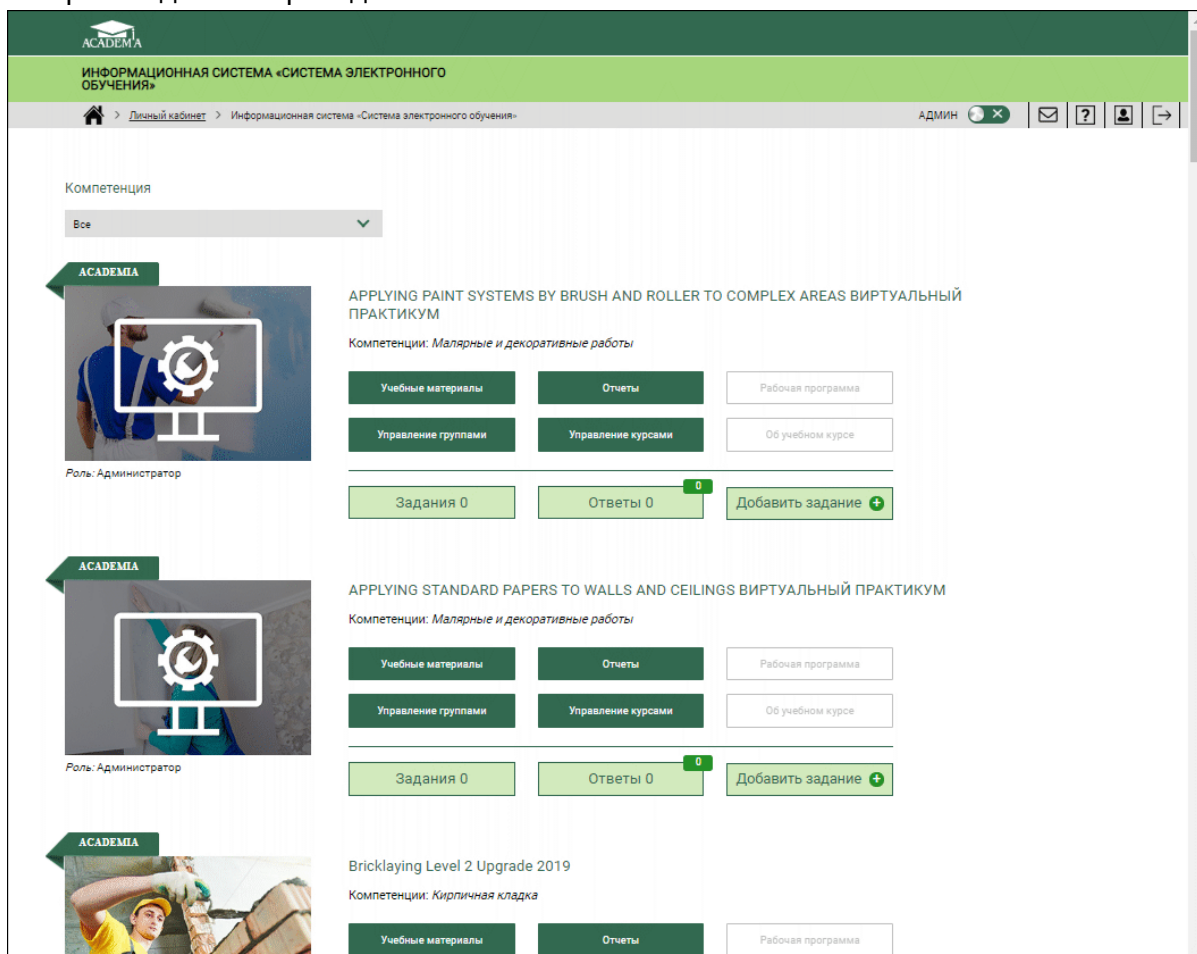 ACADEMIA
ИНФОРМАЦИОННАЯ СИСТЕМА «СИСТЕМА ЭЛЕКТРОННОГО
ОБУЧЕНИЯ»
> Личный кабинет > Информационная система «Система электронного обучения»
АДМИН
Компетенция
Все
ACADEMIA
APPLYING PAINT SYSTEMS BY BRUSH AND ROLLER TO COMPLEX AREAS ВИРТУАЛЬНЫЙ
ПРАКТИКУМ
Компетенции: Малярные и декоративные работы
Учебные материалы Отчеты Рабочая программа
Управление группами Управление курсами Об учебном курсе
Роль: Администратор
0
Задания 0 Ответы 0 Добавить задание
ACADEMIA
APPLYING STANDARD PAPERS TO WALLS AND CEILINGS ВИРТУАЛЬНЫЙ ПРАКТИКУМ
Компетенции: Малярные и декоративные работы
Учебные материалы Отчеты Рабочая программа
Управление группами Управление курсами Об учебном курсе
Роль: Администратор
0
Задания 0 Ответы 0 Добавить задание
ACADEMIA
Bricklaying Level 2 Upgrade 2019
Компетенции: Кирпичная кладка
Учебные материалы Отчеты Рабочая программа